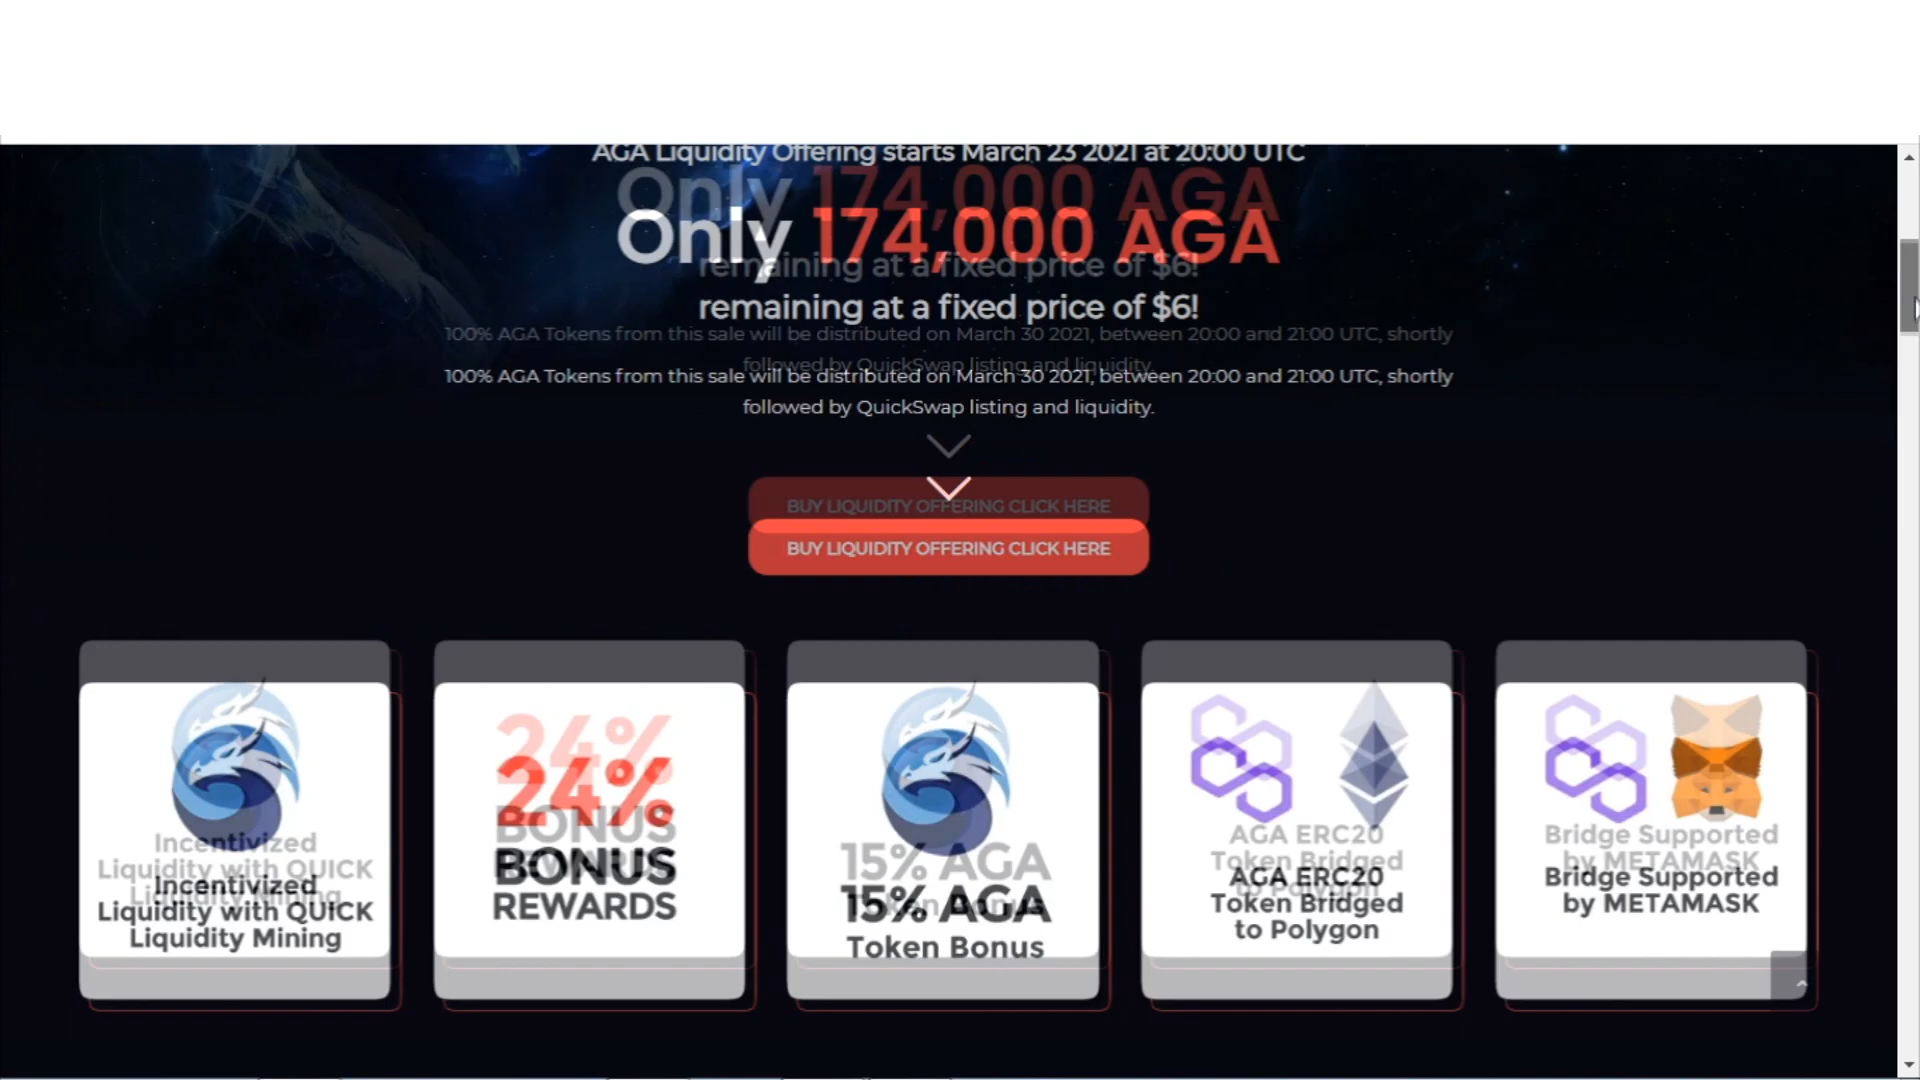 AGA Liquidity Offering starts March 23 2021 at 20:00 UTC
Only 174,000 AGA
remaining at a fixed price of $6!
100% AGA Tokens from this sale will be distributed on March 30 2021, between 20:00 and 21:00 UTC, shortly
followed by QuickSwap listing and liquidity.
BUY LIQUIDITY OFFERING CLICK HERE
Incentivized
Liquidity with QUICK
Liquidity Mining
24%
BONUS
REWARDS
15% AGA
Token Bonus
AGA ERC20
Token Bridged
to Polygon
Bridge Supported
by METAMASK